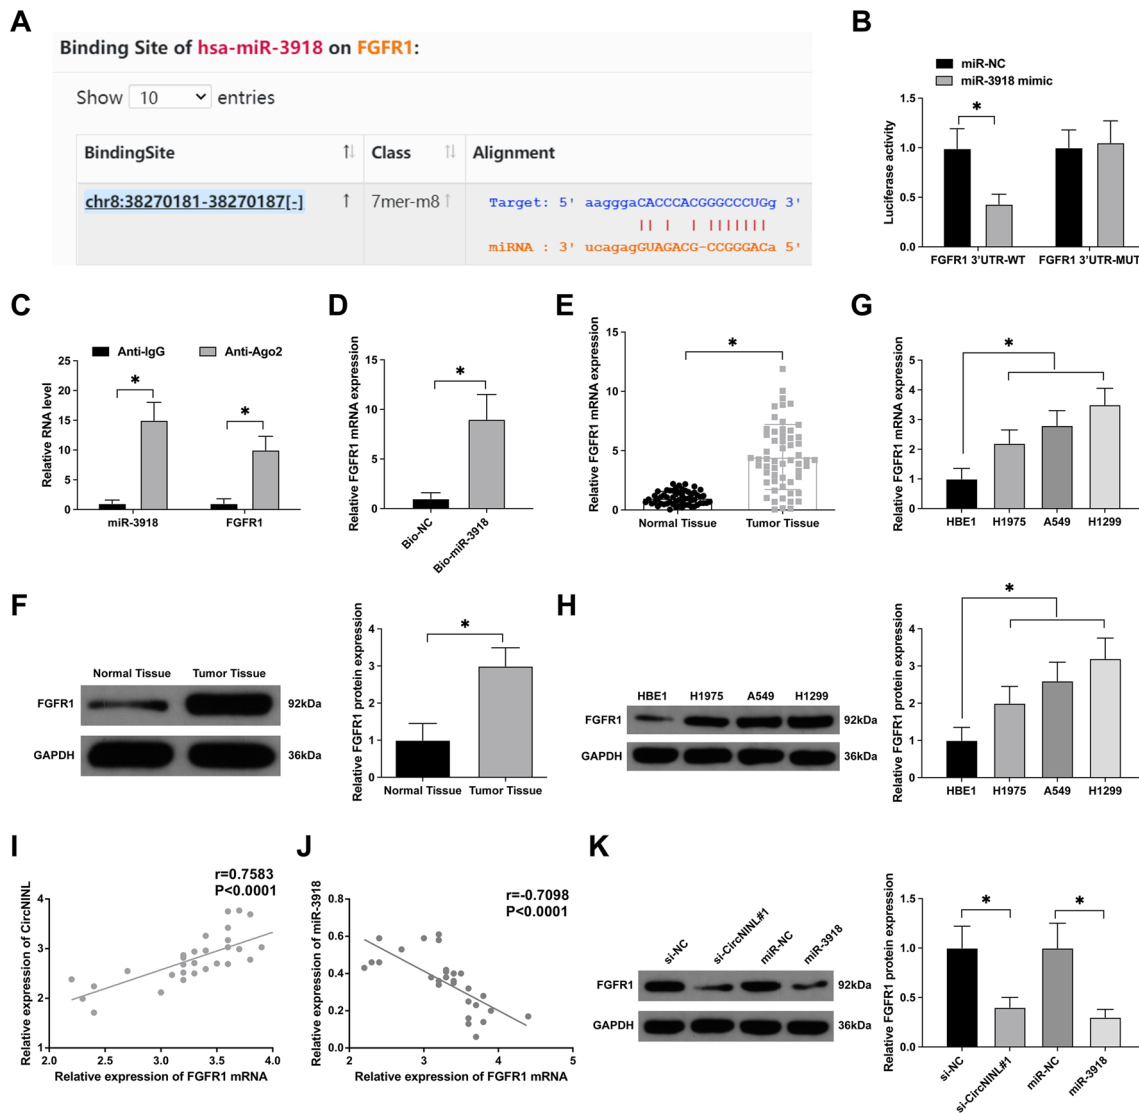 A
Binding Site of hsa-miR-3918 on FGFR1:
Show 10 entries
BindingSite Class Alignment
chr8:38270181-38270187[-] 7mer-m8 Target: 5' aagggaCACCCACGGGCCCUGg 3'
miRNA : 3' ucagagGUAGACG-CCGGGACa 5'
B
miR-NC
miR-3918 mimic
Luciferase activity
1.5
1.0
0.5
0.0
*
FGFR1 3'UTR-WT FGFR1 3'UTR-MUT
C
Anti-IgG Anti-Ago2
Relative RNA level
25
20
15
10
5
0
* *
miR-3918 FGFR1
D
Relative FGFR1 mRNA expression
15
10
5
0
*
Bio-NC Bio-miR-3918
E
Relative FGFR1 mRNA expression
15
10
5
0
*
Normal Tissue Tumor Tissue
G
Relative FGFR1 mRNA expression
5
4
3
2
1
0
*
HBE1 H1975 A549 H1299
F
Normal Tissue Tumor Tissue
FGFR1 92kDa
GAPDH 36kDa
Relative FGFR1 protein expression
4
3
2
1
0
*
Normal Tissue Tumor Tissue
H
HBE1 H1975 A549 H1299
FGFR1 92kDa
GAPDH 36kDa
Relative FGFR1 protein expression
5
4
3
2
1
0
*
HBE1 H1975 A549 H1299
I
r=0.7583
P<0.0001
Relative expression of CircNINL
4
3
2
1
2.0 2.5 3.0 3.5 4.0
Relative expression of FGFR1 mRNA
J
r=-0.7098
P<0.0001
Relative expression of miR-3918
0.8
0.6
0.4
0.2
0.0
2 3 4 5
Relative expression of FGFR1 mRNA
K
si-NC si-CircNINL#1 miR-NC miR-3918
FGFR1 92kDa
GAPDH 36kDa
Relative FGFR1 protein expression
1.5
1.0
0.5
0.0
* *
si-NC si-CircNINL#1 miR-NC miR-3918